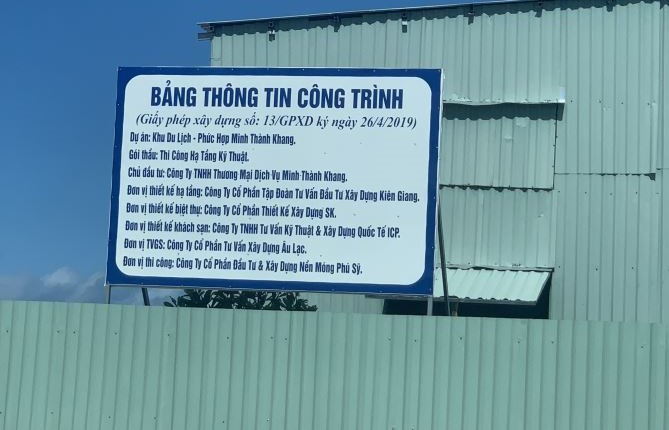 BẢNG THÔNG TIN CÔNG TRÌNH
(Giấy phép xây dựng số: 13/GPXD ký ngày 26/4/2019)
Dự án: Khu Du Lịch - Phức Hợp Minh Thành Khang.
Gói thầu: Thi Công Hạ Tầng Kỹ Thuật.
Chủ đầu tư: Công Ty TNHH Thương Mại Dịch Vụ Minh Thành Khang.
Đơn vị thiết kế hạ tầng: Công Ty Cổ Phần Tập Đoàn Tư Vấn Đầu Tư Xây Dựng Kiên Giang.
Đơn vị thiết kế biệt thự: Công Ty Cổ Phần Thiết Kế Xây Dựng SK.
Đơn vị thiết kế khách sạn: Công Ty TNHH Tư Vấn Kỹ Thuật & Xây Dựng Quốc Tế ICP.
Đơn vị TVGS: Công Ty Cổ Phần Tư Vấn Xây Dựng Âu Lạc.
Đơn vị thi công: Công Ty Cổ Phần Đầu Tư & Xây Dựng Nền Móng Phú Sỹ.